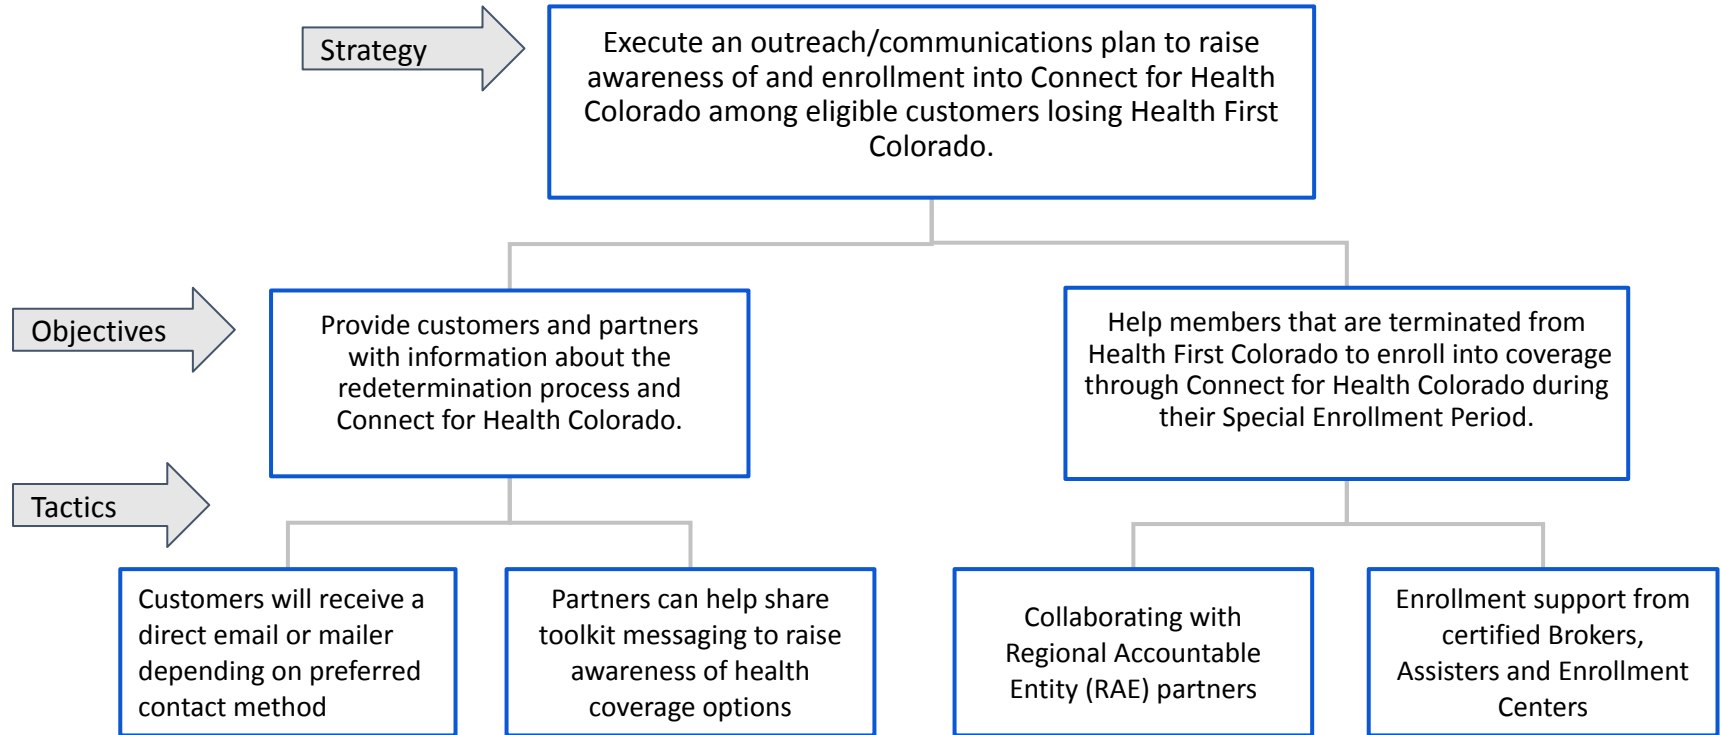 Strategy
Execute an outreach/communications plan to raise
awareness of and enrollment into Connect for Health
Colorado among eligible customers losing Health First
Colorado.
Objectives
Provide customers and partners
with information about the
redetermination process and
Connect for Health Colorado.
Help members that are terminated from
Health First Colorado to enroll into coverage
through Connect for Health Colorado during
their Special Enrollment Period.
Tactics
Customers will receive a
direct email or mailer
depending on preferred
contact method
Partners can help share
toolkit messaging to raise
awareness of health
coverage options
Collaborating with
Regional Accountable
Entity (RAE) partners
Enrollment support from
certified Brokers,
Assisters and Enrollment
Centers